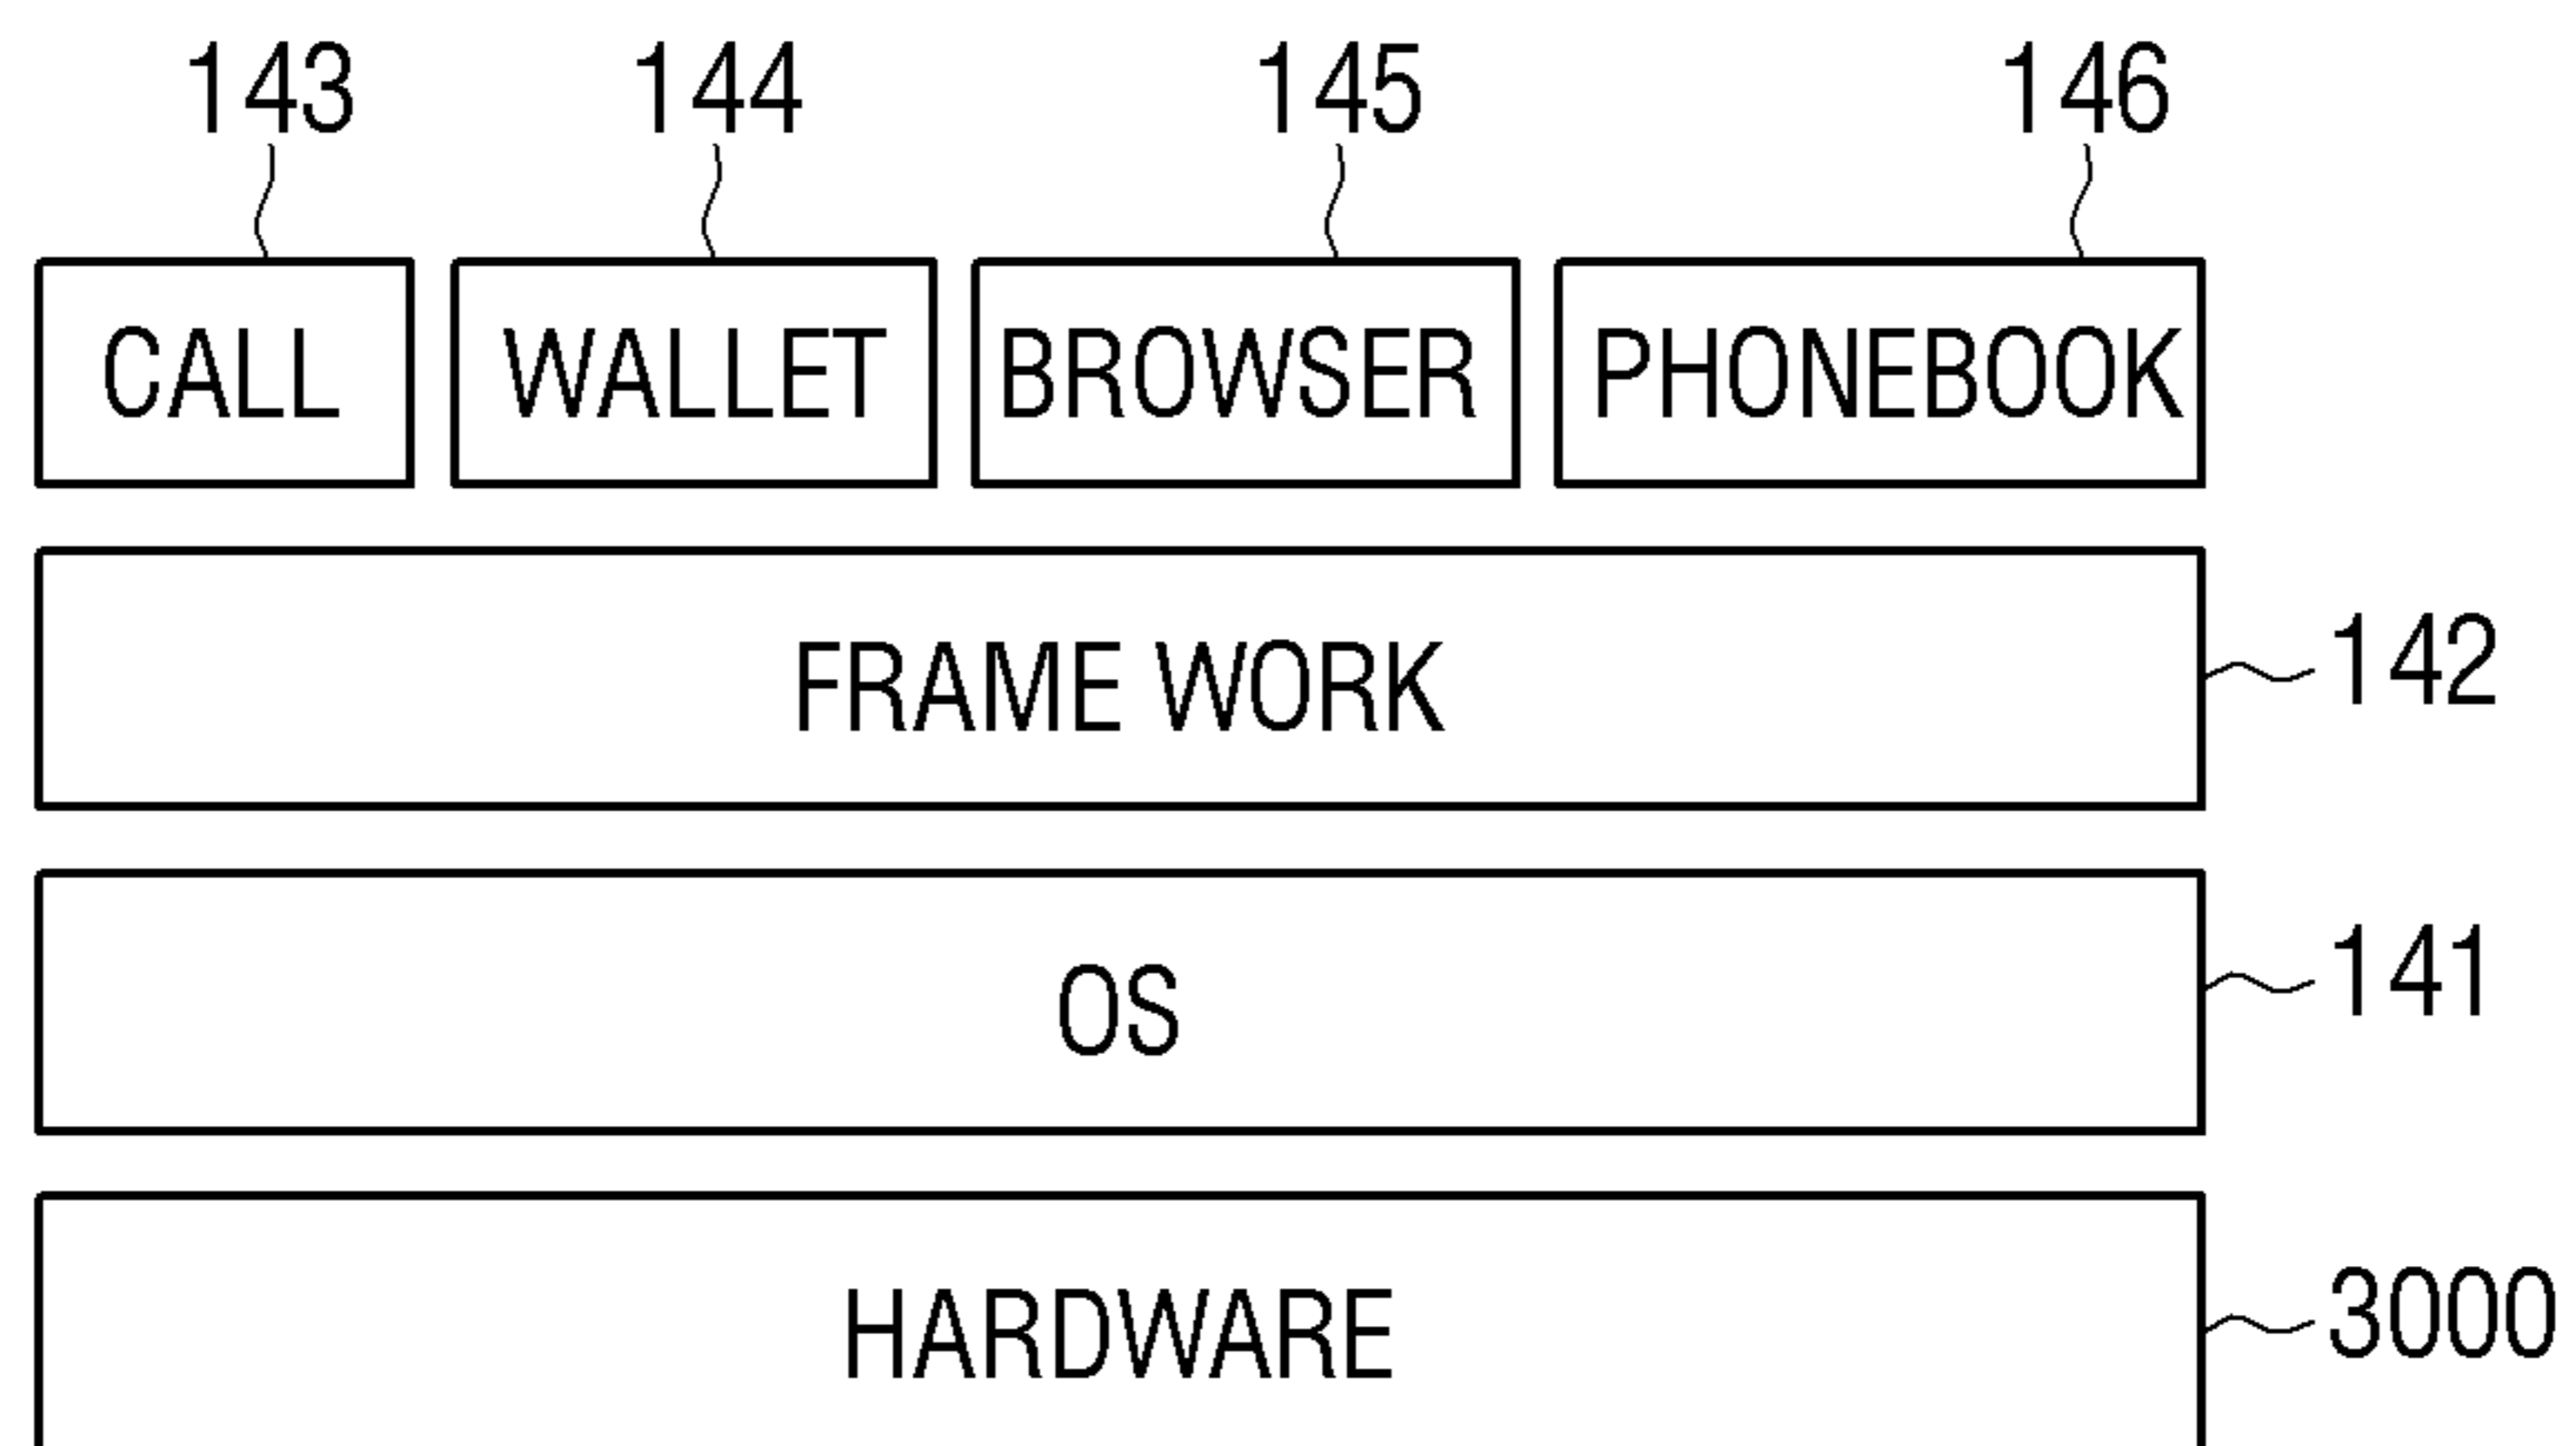 143 144 145 146
CALL WALLET BROWSER PHONEBOOK
FRAME WORK 142
OS 141
HARDWARE 3000